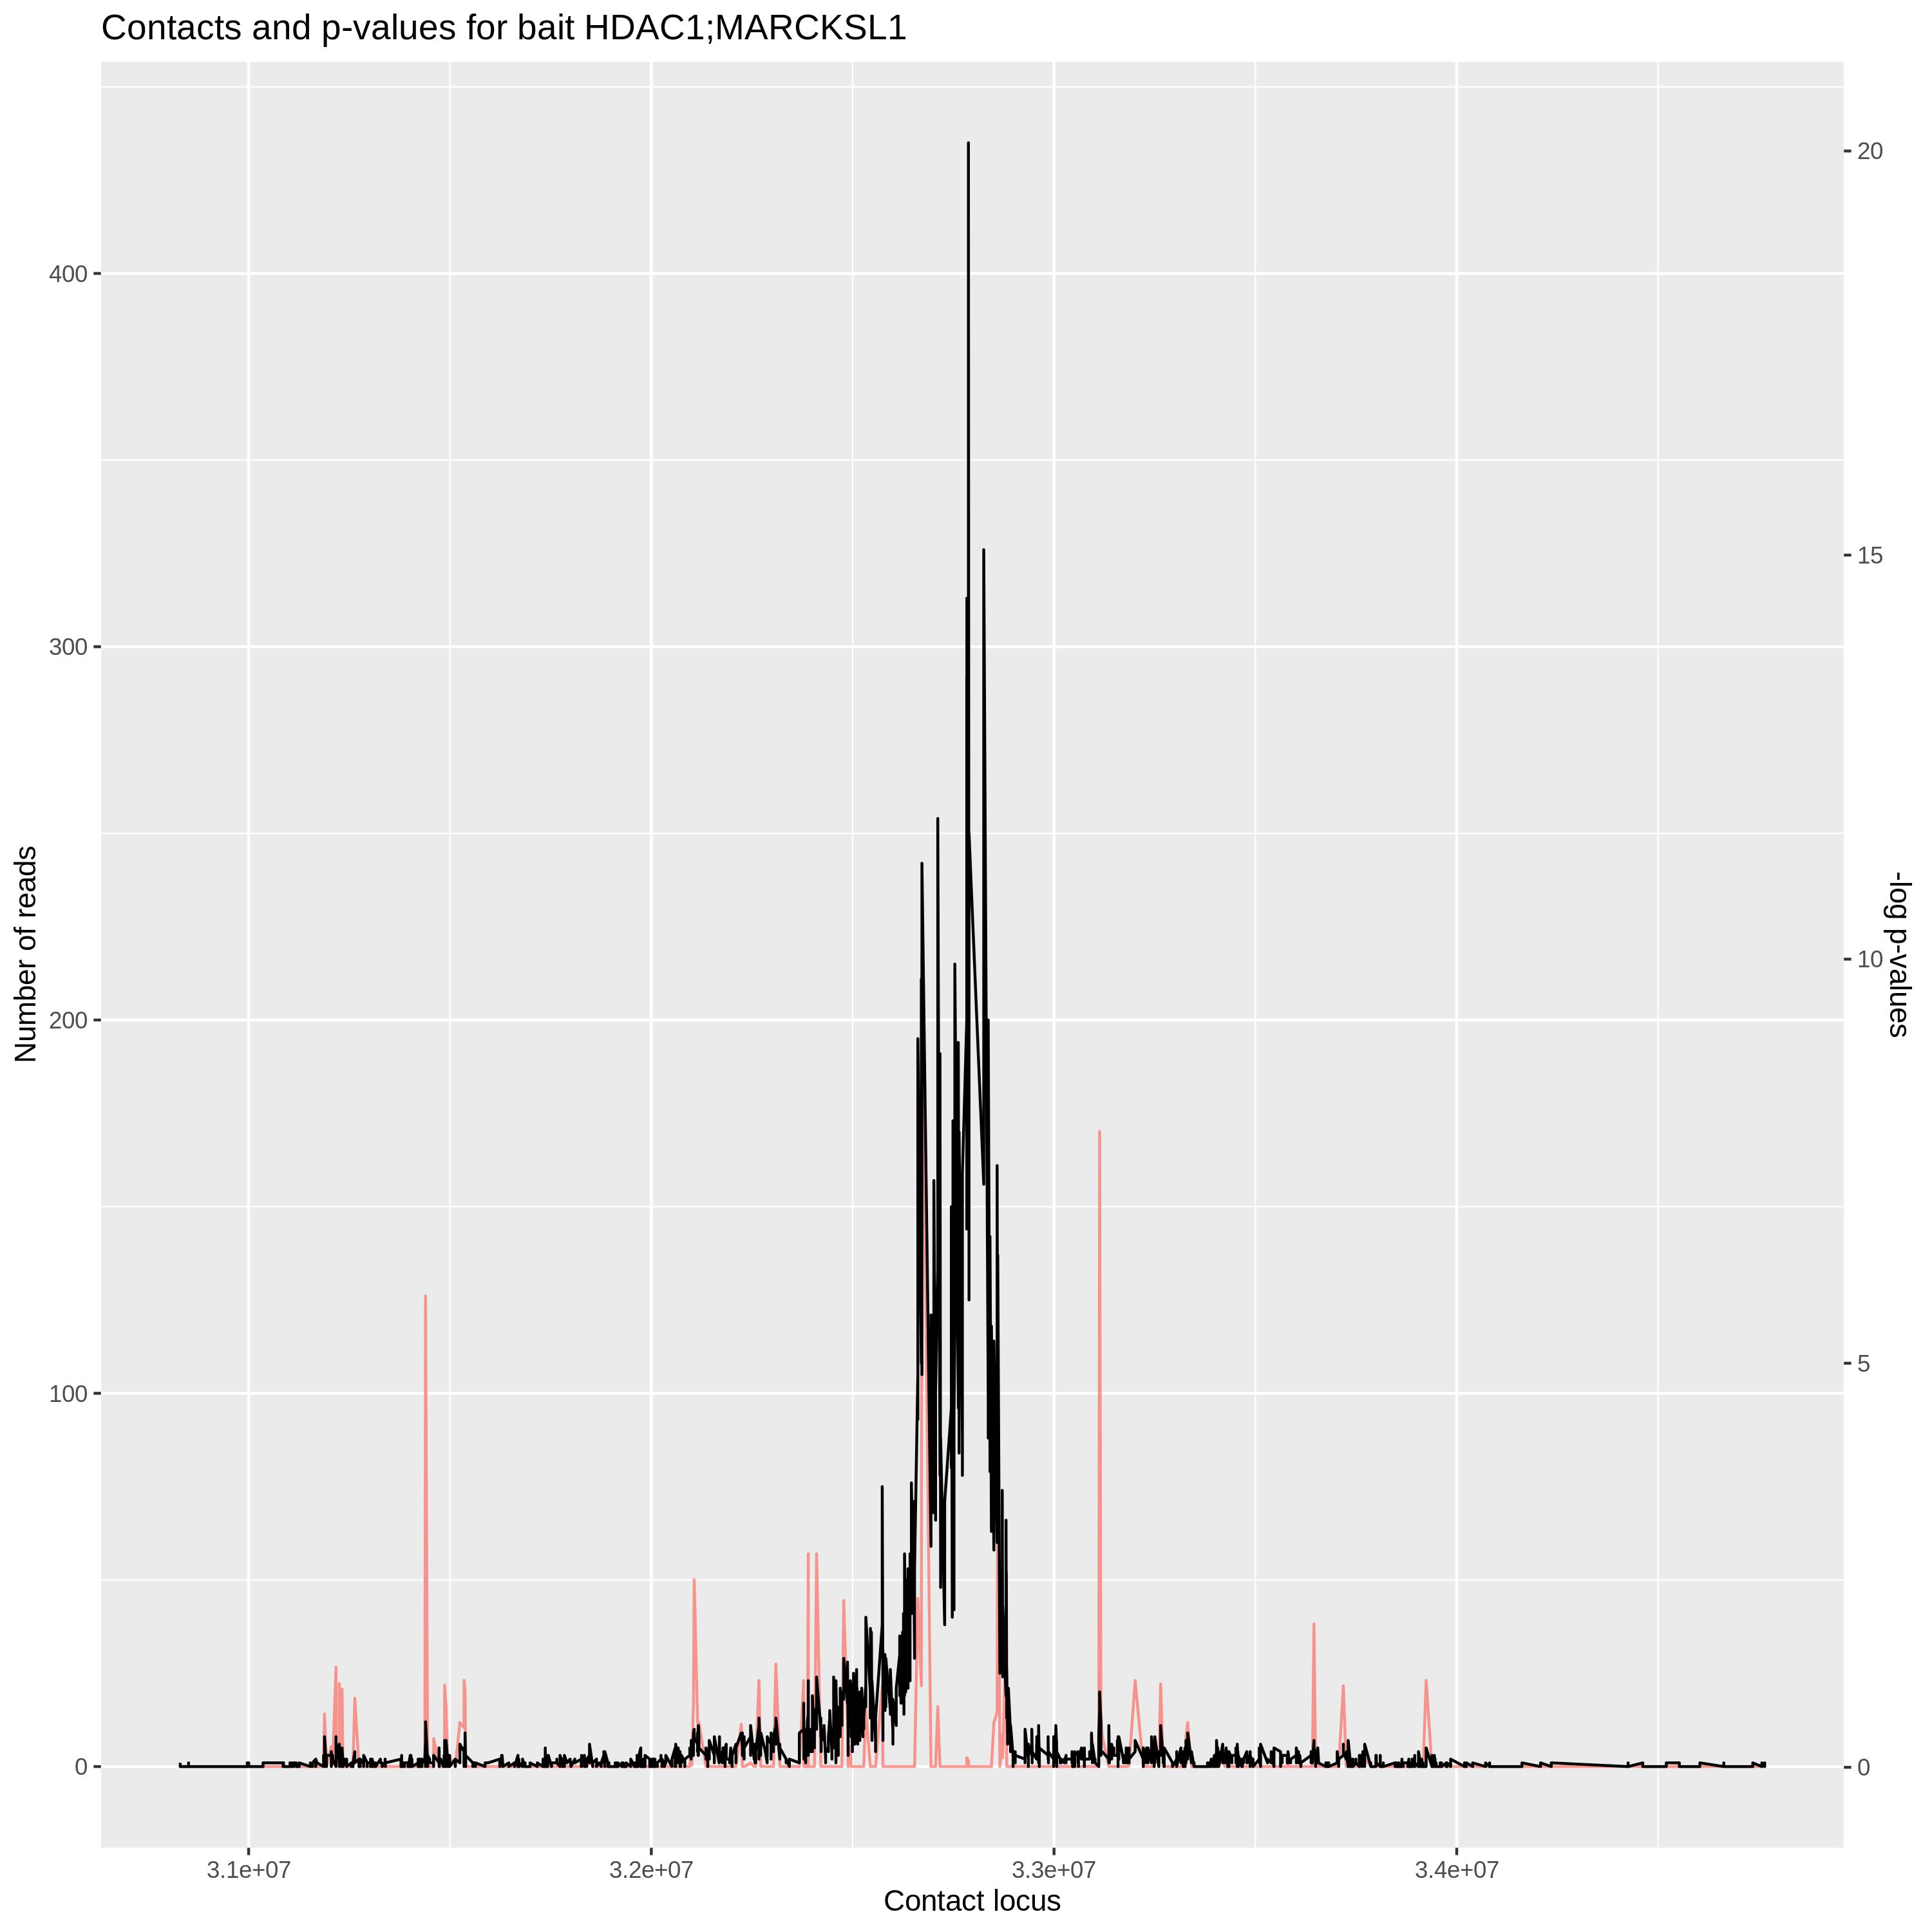 Contacts and p-values for bait HDAC1;MARCKSL1
Number of reads
400
300
200
100
0
20
15
10
5
0
-log p-values
3.1e+07
3.2e+07
3.3e+07
3.4e+07
Contact locus